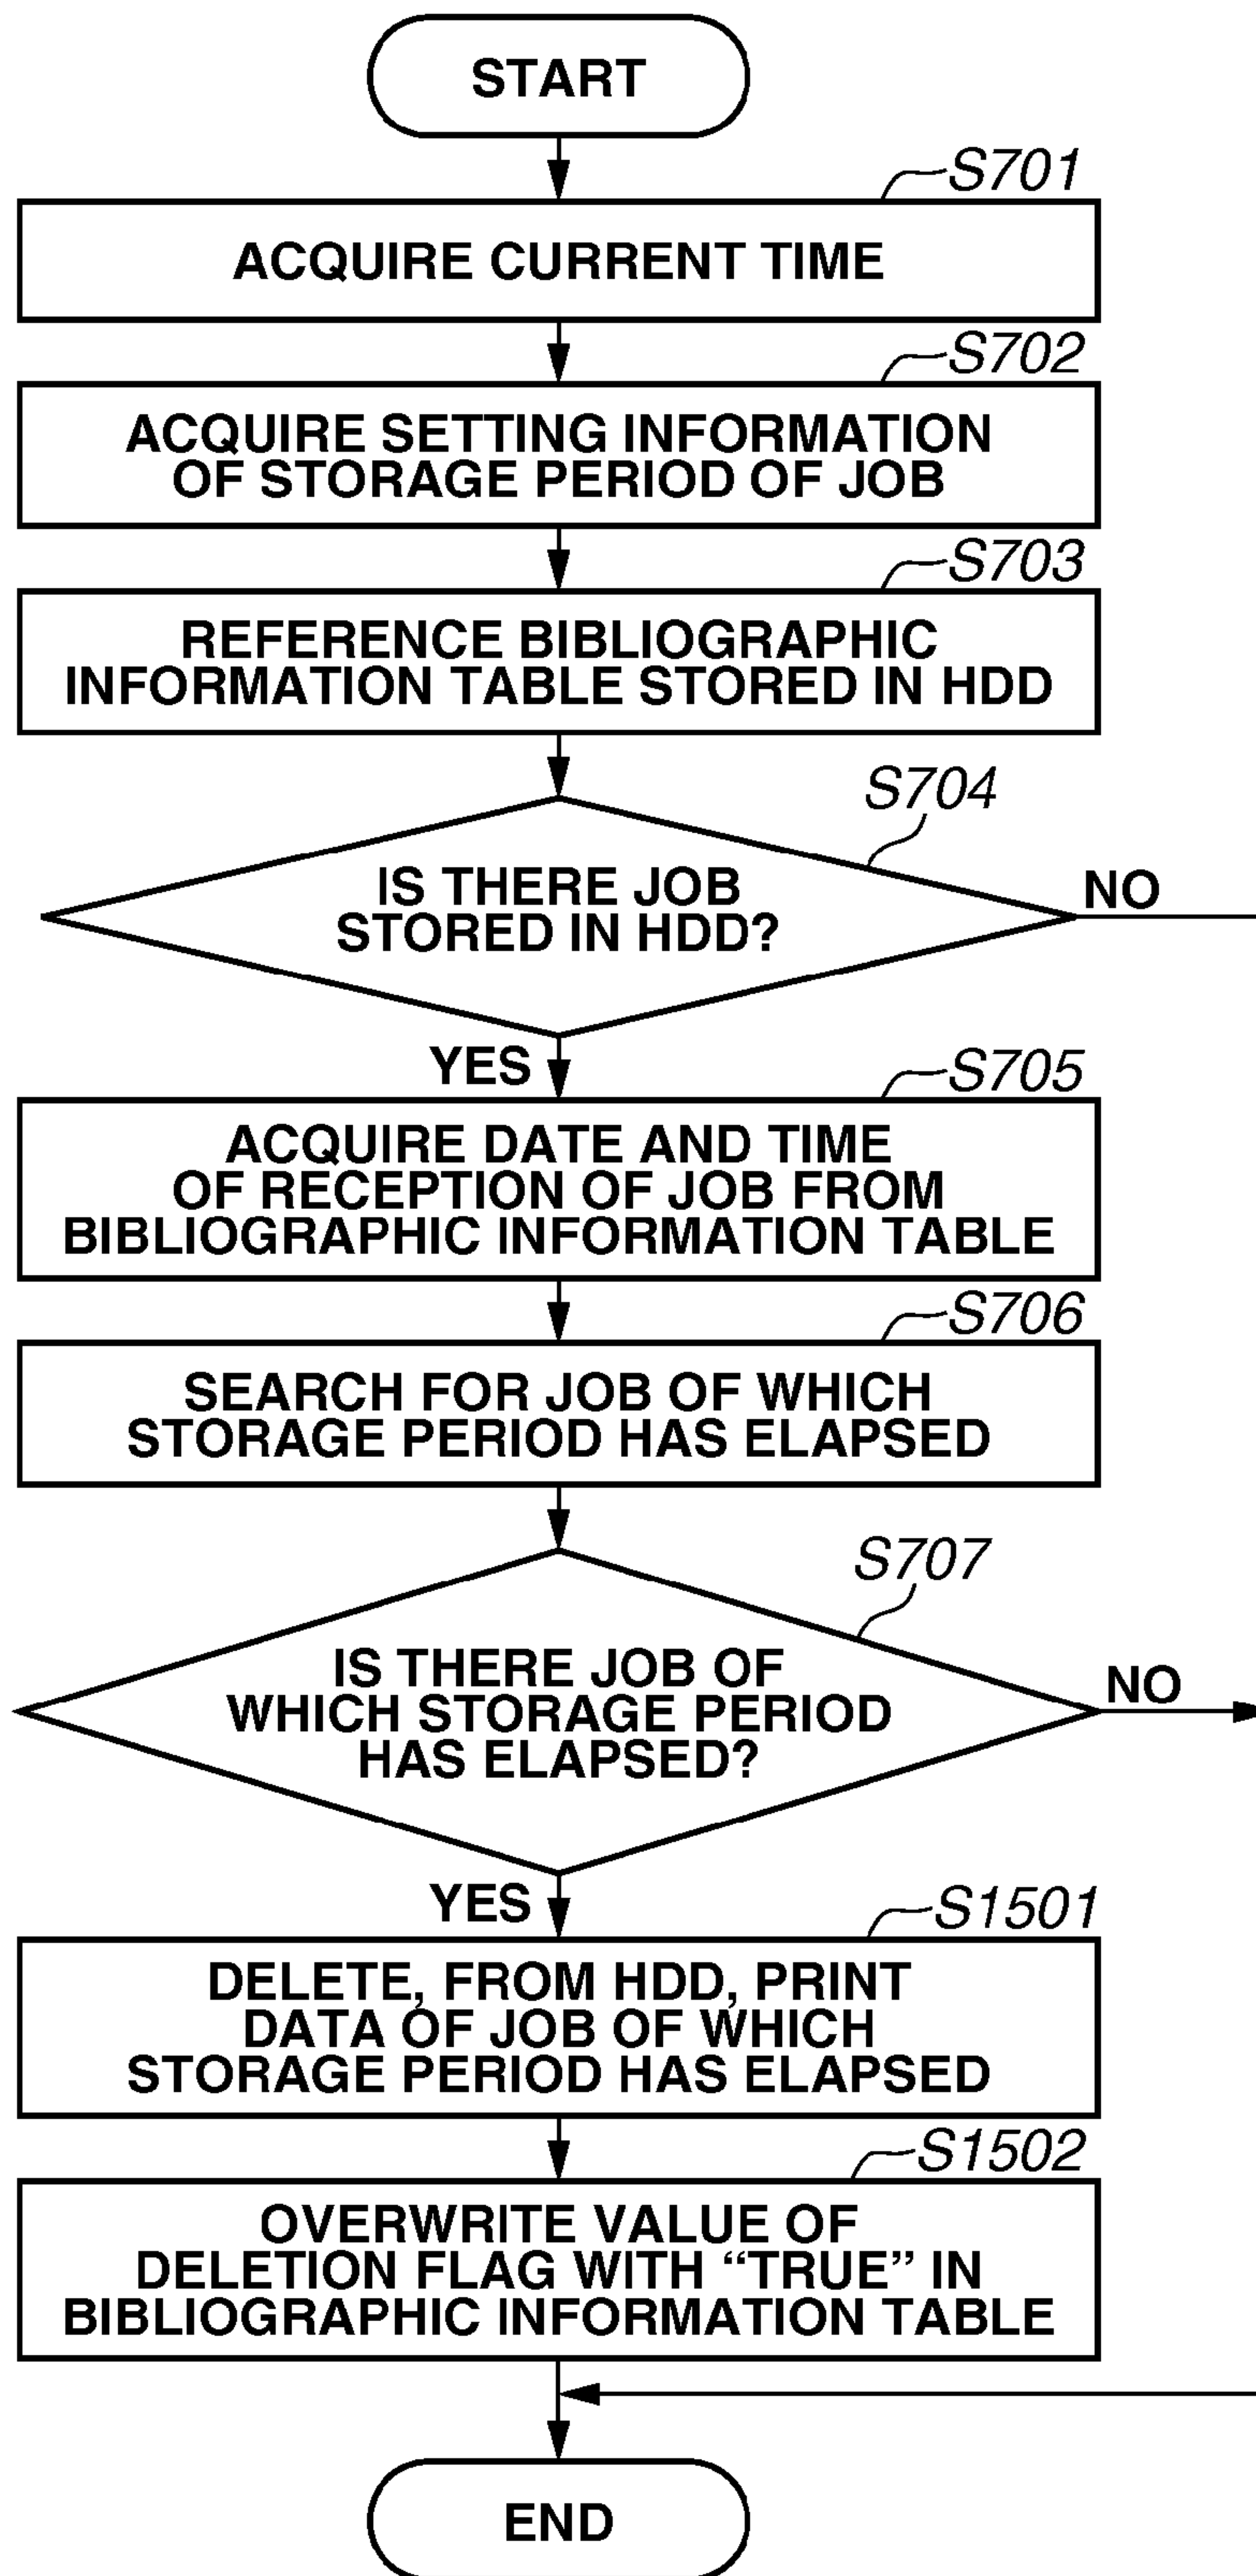 START
S701
ACQUIRE CURRENT TIME
S702
ACQUIRE SETTING INFORMATION
OF STORAGE PERIOD OF JOB
S703
REFERENCE BIBLIOGRAPHIC
INFORMATION TABLE STORED IN HDD
S704
IS THERE JOB
STORED IN HDD?
NO
YES
S705
ACQUIRE DATE AND TIME
OF RECEPTION OF JOB FROM
BIBLIOGRAPHIC INFORMATION TABLE
S706
SEARCH FOR JOB OF WHICH
STORAGE PERIOD HAS ELAPSED
S707
IS THERE JOB OF
WHICH STORAGE PERIOD
HAS ELAPSED?
NO
YES
S1501
DELETE, FROM HDD, PRINT
DATA OF JOB OF WHICH
STORAGE PERIOD HAS ELAPSED
S1502
OVERWRITE VALUE OF
DELETION FLAG WITH “TRUE” IN
BIBLIOGRAPHIC INFORMATION TABLE
END